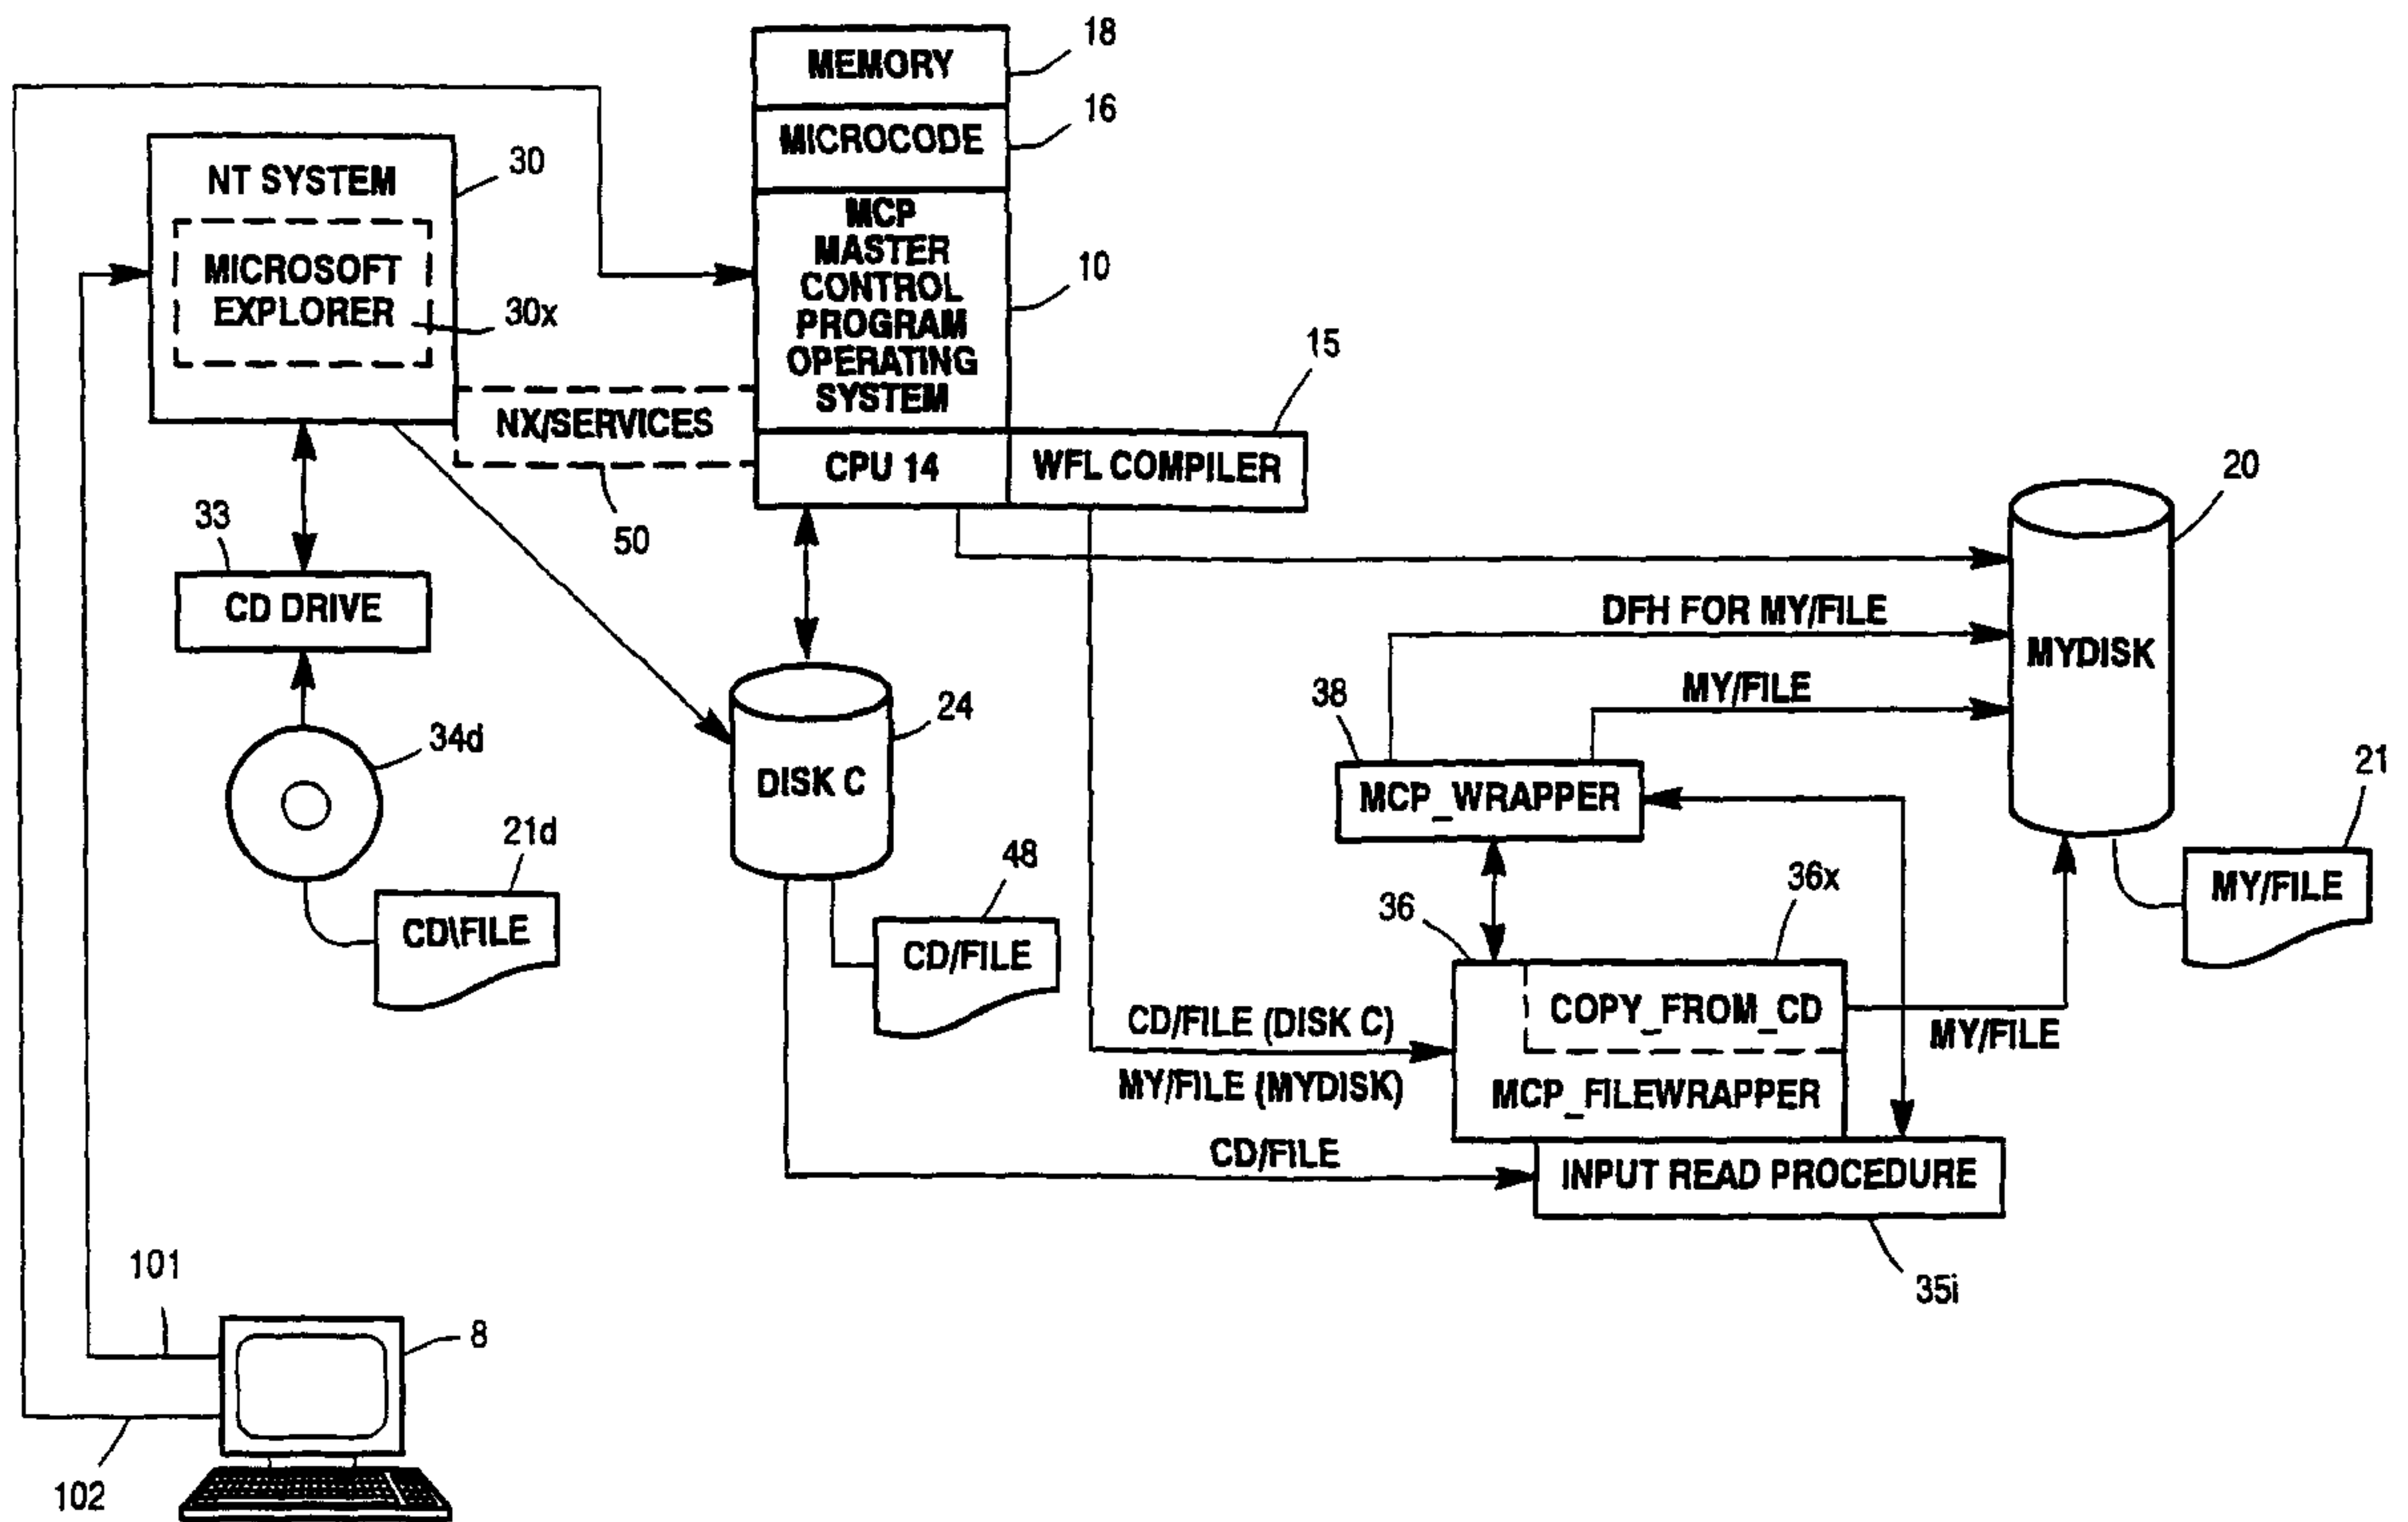 MEMORY
18
MICROCODE
16
MCP
MASTER
CONTROL
PROGRAM
OPERATING
SYSTEM
10
NT SYSTEM
30
MICROSOFT
EXPLORER
30x
NX/SERVICES
50
CPU 14
WFL COMPILER
15
33
CD DRIVE
34d
21d
CD\FILE
DISK C
24
48
CD/FILE
20
MYDISK
DFH FOR MY/FILE
MY/FILE
38
MCP_WRAPPER
21
MY/FILE
36
36x
COPY_FROM_CD
MCP_FILEWRAPPER
MY/FILE
CD/FILE (DISK C)
MY/FILE (MYDISK)
CD/FILE
INPUT READ PROCEDURE
35i
101
8
102